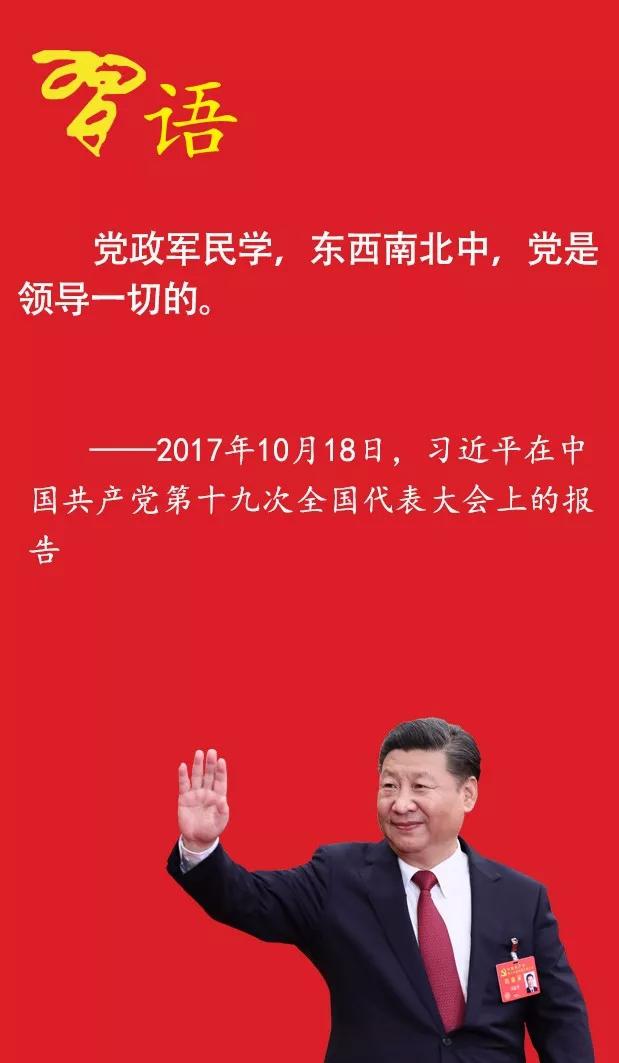 習语
党政军民学，东西南北中，党是
领导一切的。
——2017年10月18日，习近平在中
国共产党第十九次全国代表大会上的报
告